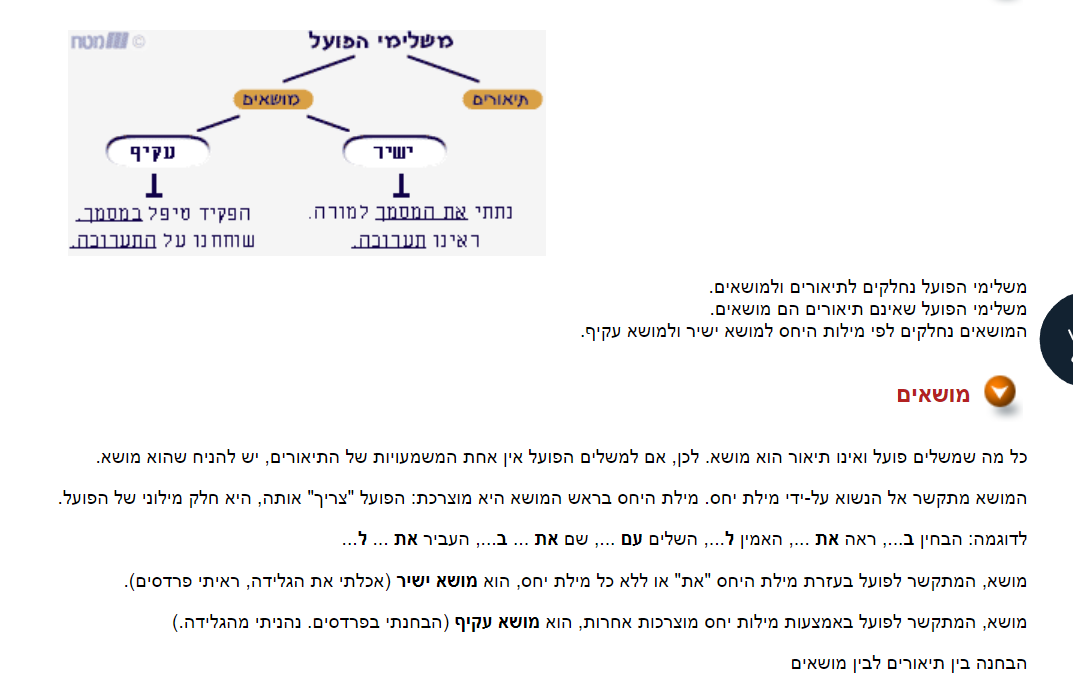 © מטח
משלימי הפועל
תיאורים
מושאים
ישיר
עקיף
נתתי את המסמך למורה.
ראינו תערוכה.
הפקיד טיפל במסמך.
שוחחנו על התערוכה.
משלימי הפועל נחלקים לתיאורים ולמושאים.
משלימי הפועל שאינם תיאורים הם מושאים.
המושאים נחלקים לפי מילות היחס למושא ישיר ולמושא עקיף.
מושאים
כל מה שמשלים פועל ואינו תיאור הוא מושא. לכן, אם למשלים הפועל אין אחת המשמעויות של התיאורים, יש להניח שהוא מושא.
המושא מתקשר אל הנשוא על-ידי מילת יחס. מילת היחס בראש המושא היא מוצרכת: הפועל "צריך" אותה, היא חלק מילוני של הפועל.
לדוגמה: הבחין ב..., ראה את ..., האמין ל..., השלים עם ..., שם את ... ב..., העביר את ... ל...
מושא, המתקשר לפועל בעזרת מילת היחס "את" או ללא כל מילת יחס, הוא מושא ישיר (אכלתי את הגלידה, ראיתי פרדסים).
מושא, המתקשר לפועל באמצעות מילות יחס מוצרכות אחרות, הוא מושא עקיף (הבחנתי בפרדסים. נהניתי מהגלידה.)
הבחנה בין תיאורים לבין מושאים